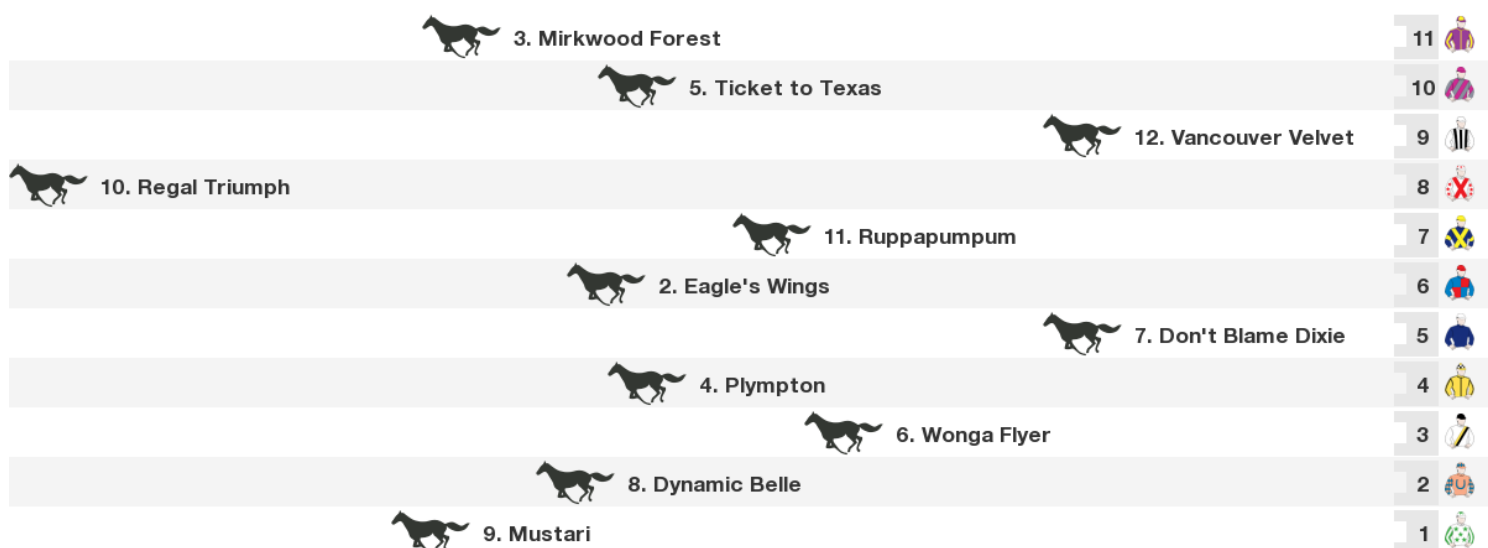 3. Mirkwood Forest 11
5. Ticket to Texas 10
12. Vancouver Velvet 9
10. Regal Triumph 8
11. Ruppapumpum 7
2. Eagle's Wings 6
7. Don't Blame Dixie 5
4. Plympton 4
6. Wonga Flyer 3
8. Dynamic Belle 2
9. Mustari 1